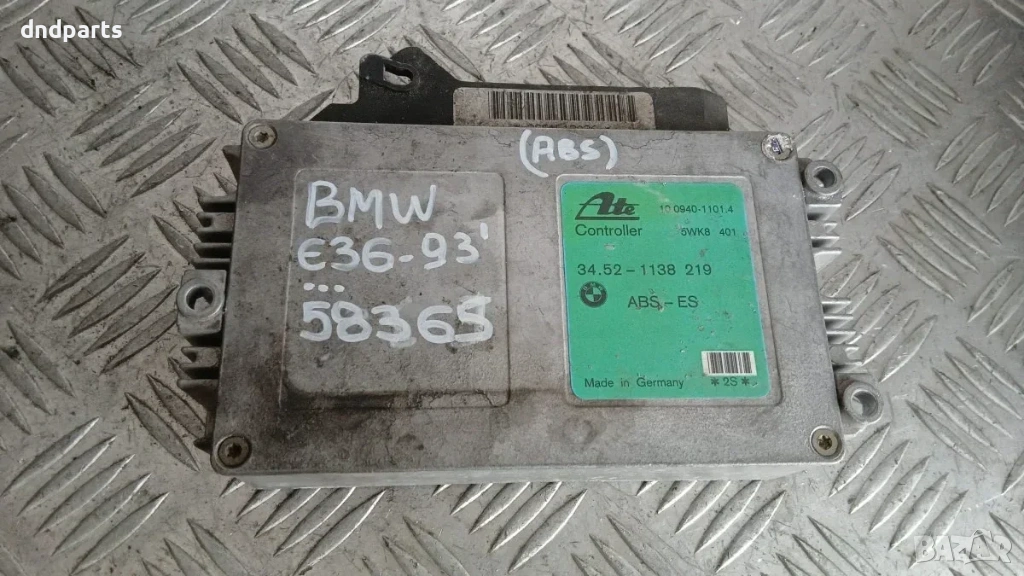 dndparts
(ABS)
BMW
E36-93'
...
58365
Ate
10.0940-1101.4
Controller 5WK8 401
34.52-1138 219
ABS-ES
Made in Germany *2S*
BAZAR